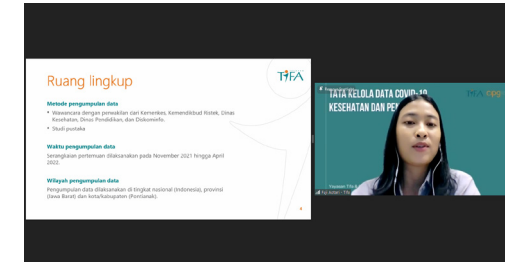 Ruang lingkup
TIFA
Metode pengumpulan data
• Wawancara dengan perwakilan dari Kemenkes, Kemendikbud Ristek, Dinas
Kesehatan, Dinas Pendidikan, dan Diskominfo.
• Studi pustaka
Waktu pengumpulan data
Serangkaian pertemuan dilaksanakan pada November 2021 hingga April
2022.
Wilayah pengumpulan data
Pengumpulan data dilaksanakan di tingkat nasional (Indonesia), provinsi
(Jawa Barat) dan kota/kabupaten (Pontianak).
TATA KELOLA DATA COVID-19
KESEHATAN DAN
TIFA cipg
Yayasan Tifa